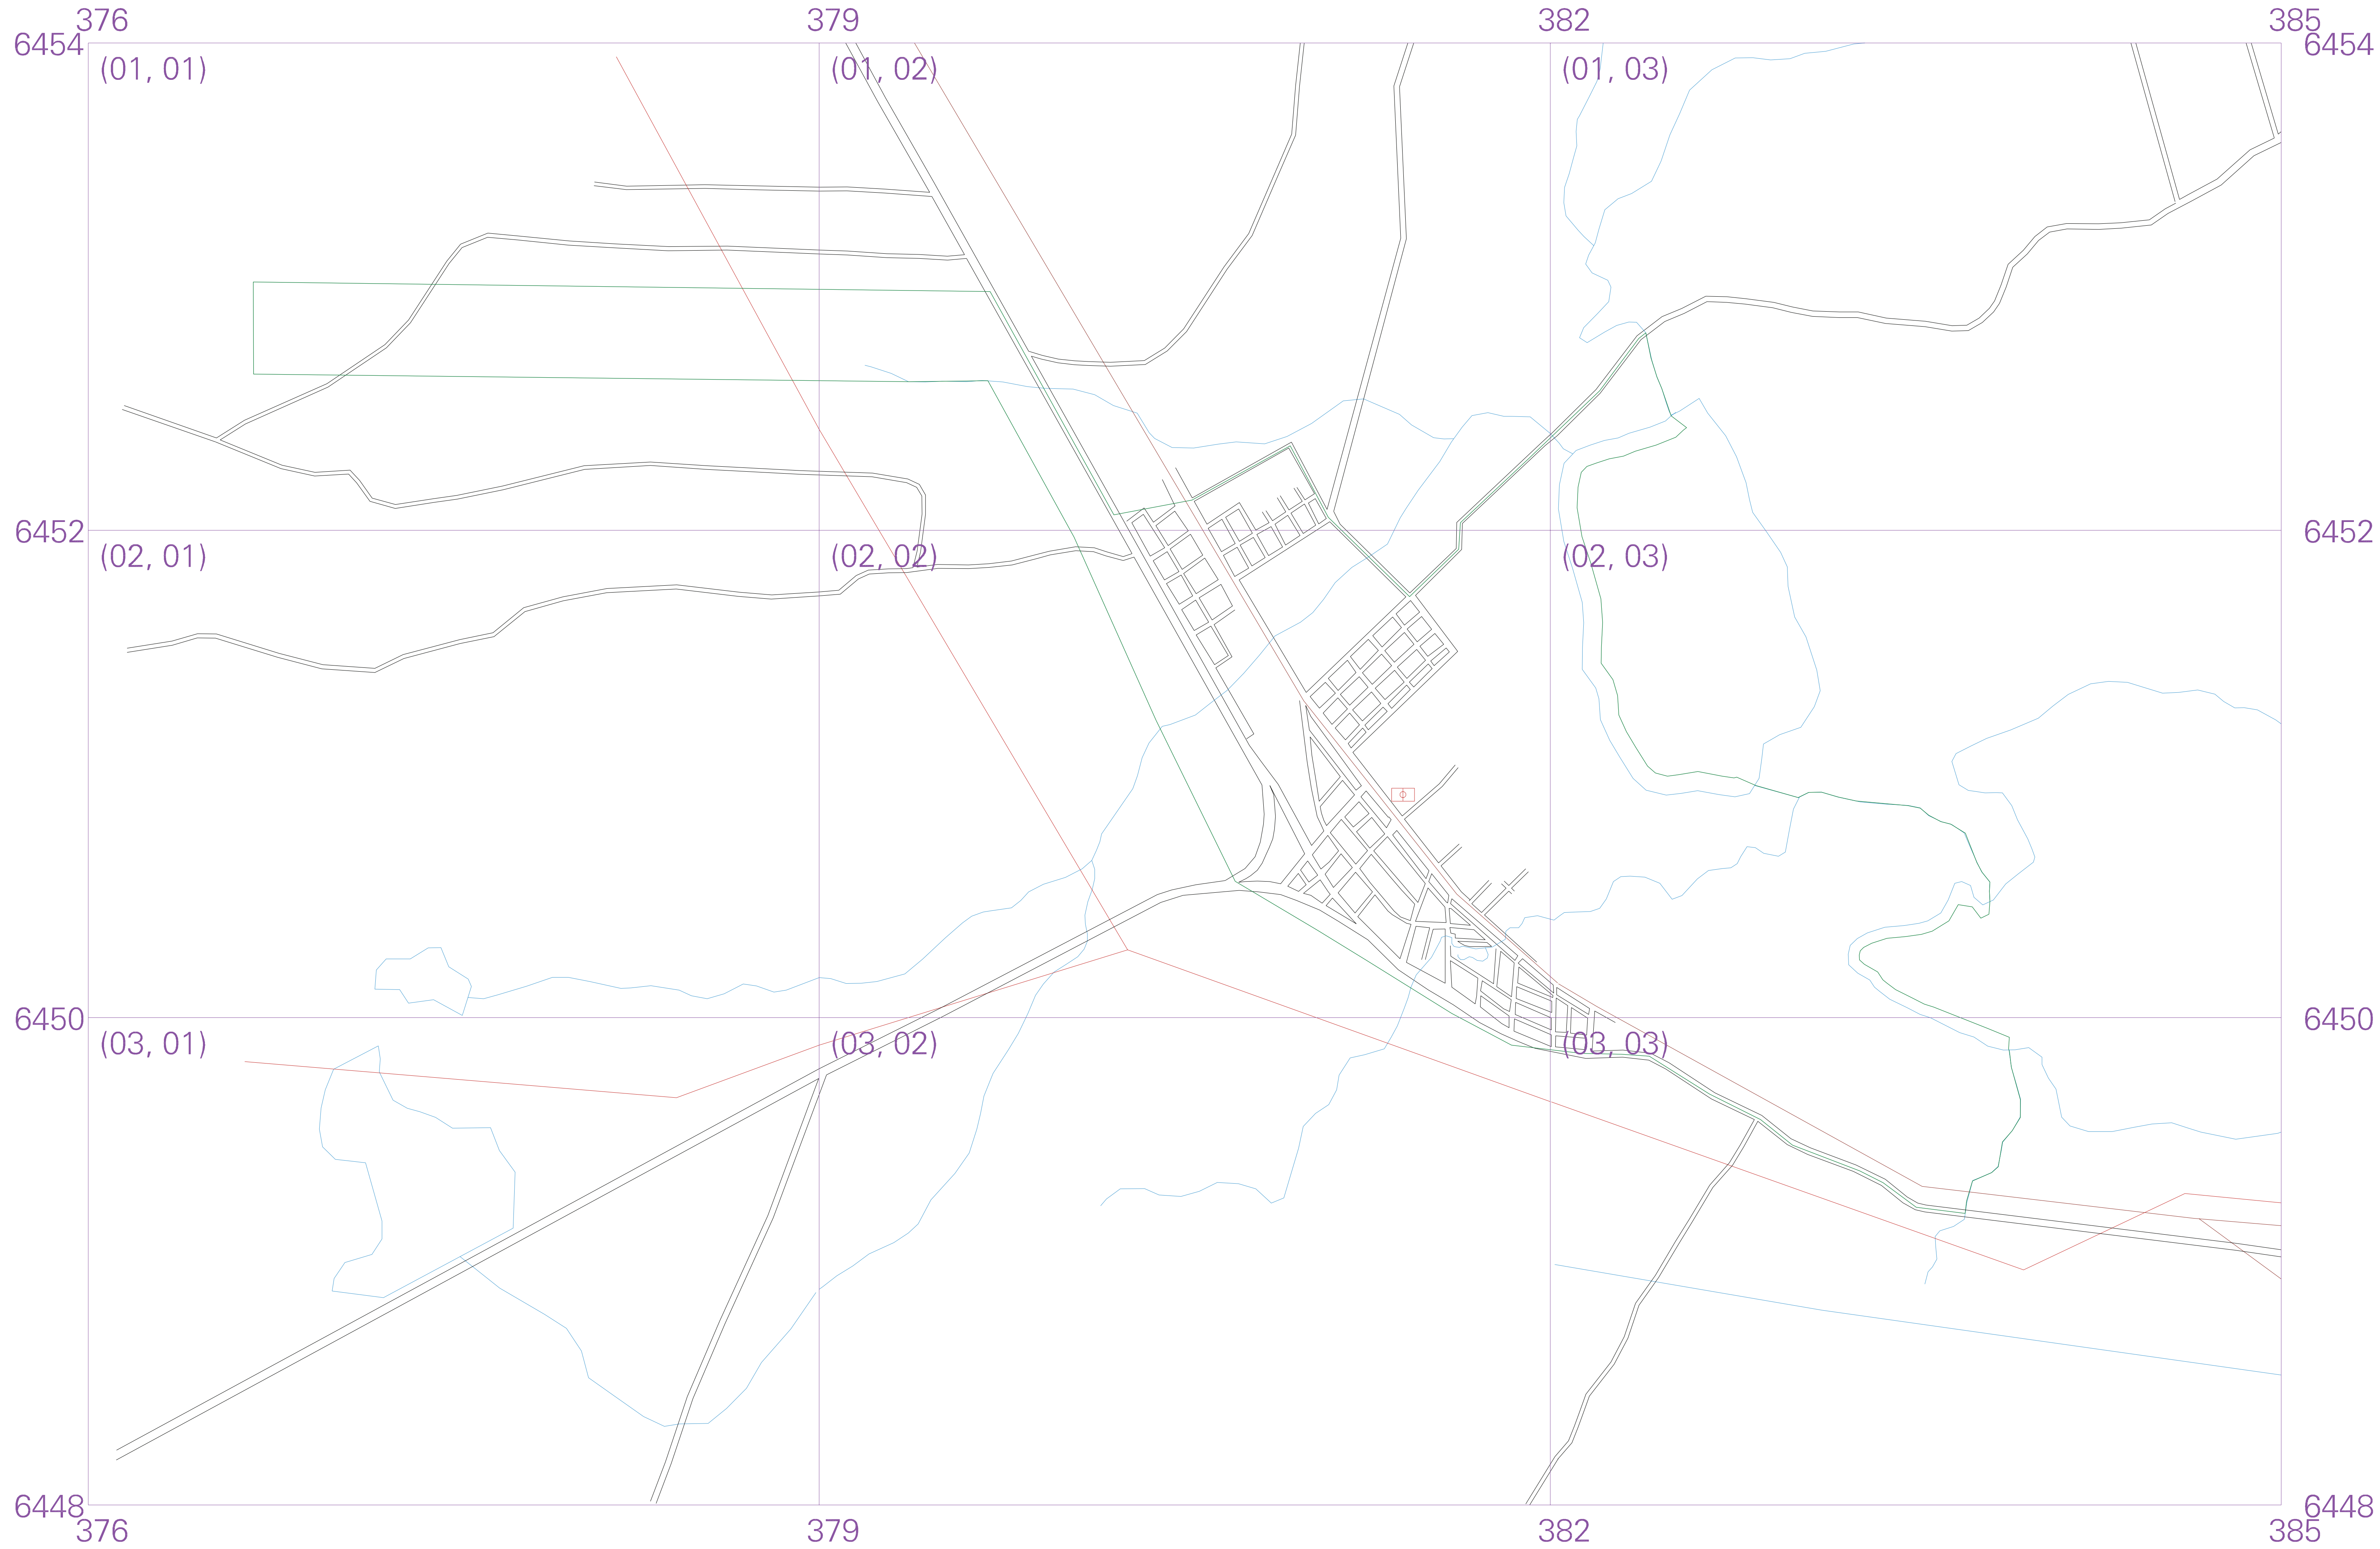 376 379 382 385
6454 6454
(01, 01) (01, 02) (01, 03)
6452 6452
(02, 01) (02, 02) (02, 03)
6450 6450
(03, 01) (03, 02) (03, 03)
6448 6448
376 379 382 385